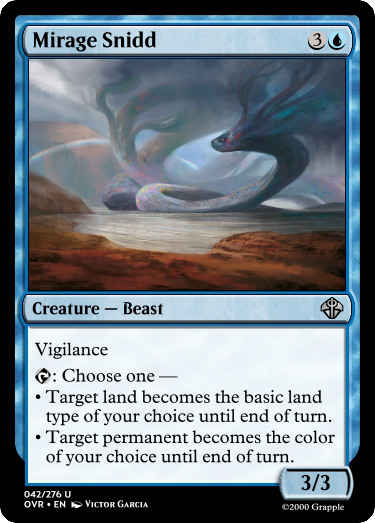 Mirage Snidd
3
Creature — Beast
Vigilance
: Choose one —
• Target land becomes the basic land
type of your choice until end of turn.
• Target permanent becomes the color
of your choice until end of turn.
3/3
042/276 U
OVR • EN Victor Garcia
©2000 Grapple